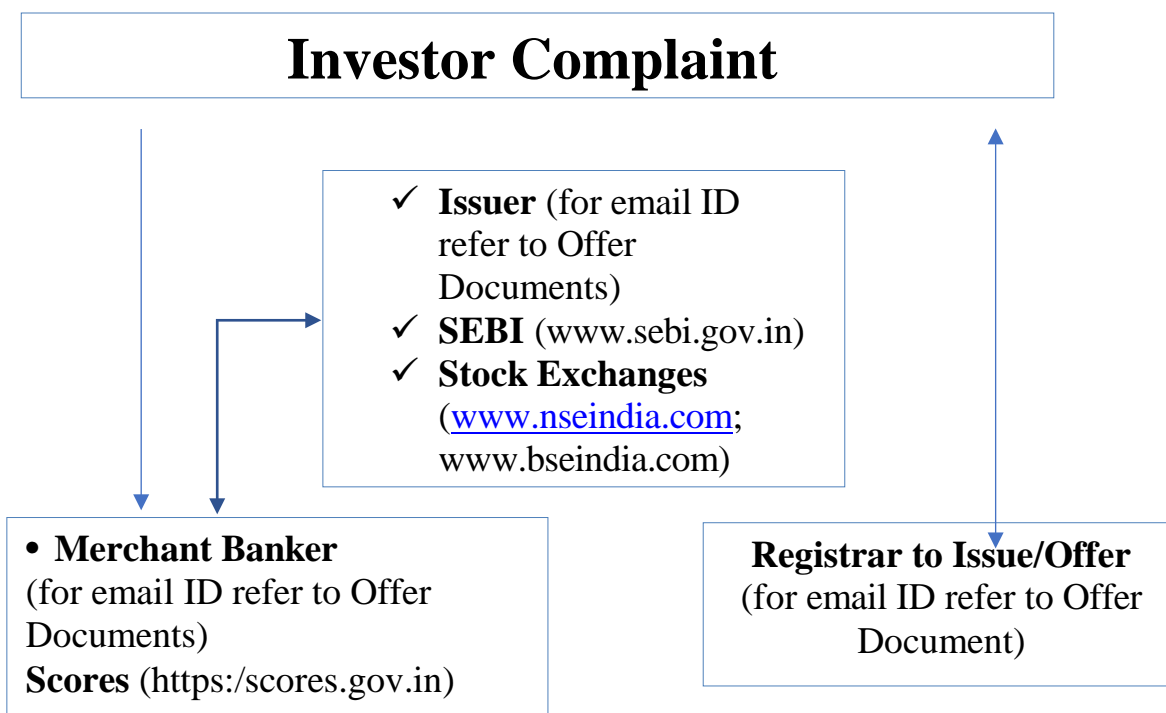 Investor Complaint
✓ Issuer (for email ID
refer to Offer
Documents)
✓ SEBI (www.sebi.gov.in)
✓ Stock Exchanges
(www.nseindia.com;
www.bseindia.com)
• Merchant Banker
(for email ID refer to Offer
Documents)
Scores (https:/scores.gov.in)
Registrar to Issue/Offer
(for email ID refer to Offer
Document)